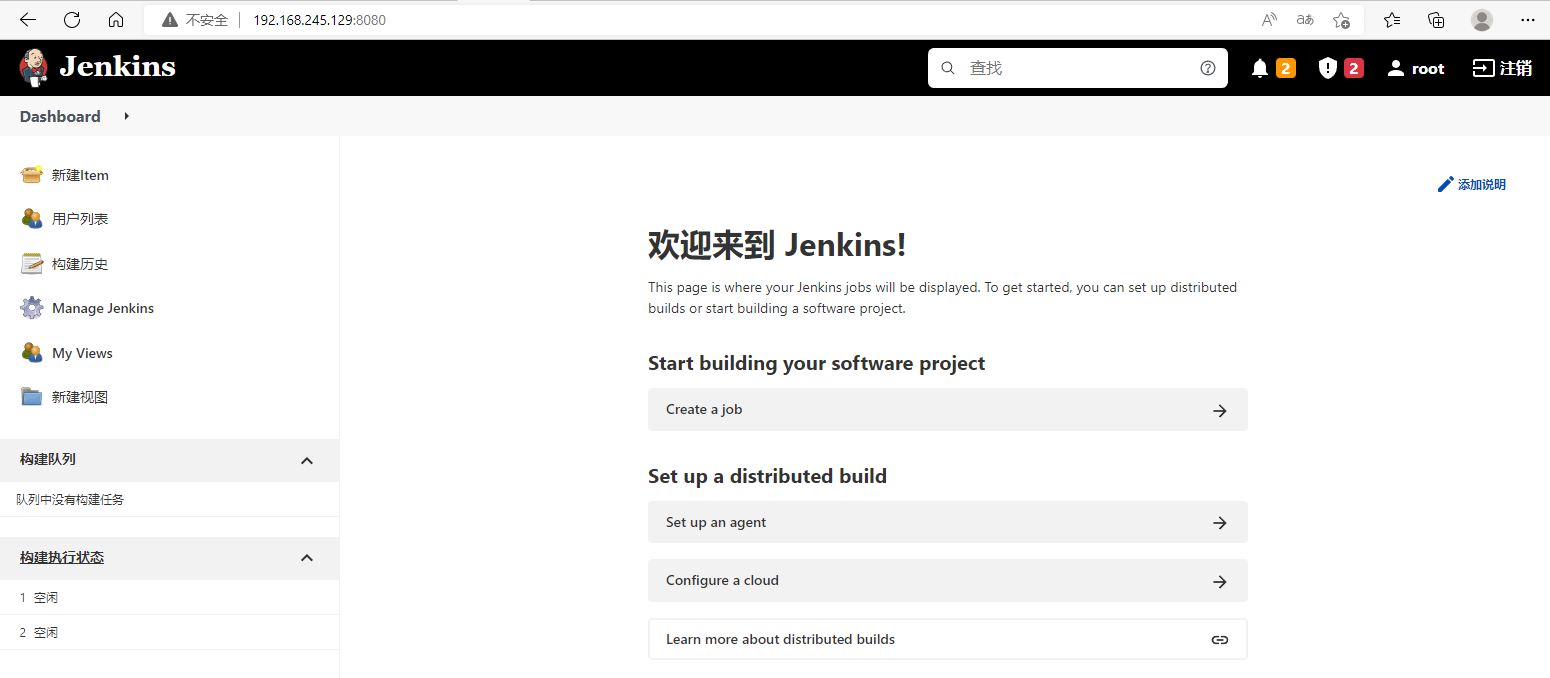 不安全 192.168.245.129:8080 aあ
Jenkins 查找 2 2 root 注销
Dashboard
新建Item
用户列表
构建历史
Manage Jenkins
My Views
新建视图
构建队列
队列中没有构建任务
构建执行状态
1 空闲
2 空闲
添加说明
欢迎来到 Jenkins!
This page is where your Jenkins jobs will be displayed. To get started, you can set up distributed
builds or start building a software project.
Start building your software project
Create a job
Set up a distributed build
Set up an agent
Configure a cloud
Learn more about distributed builds